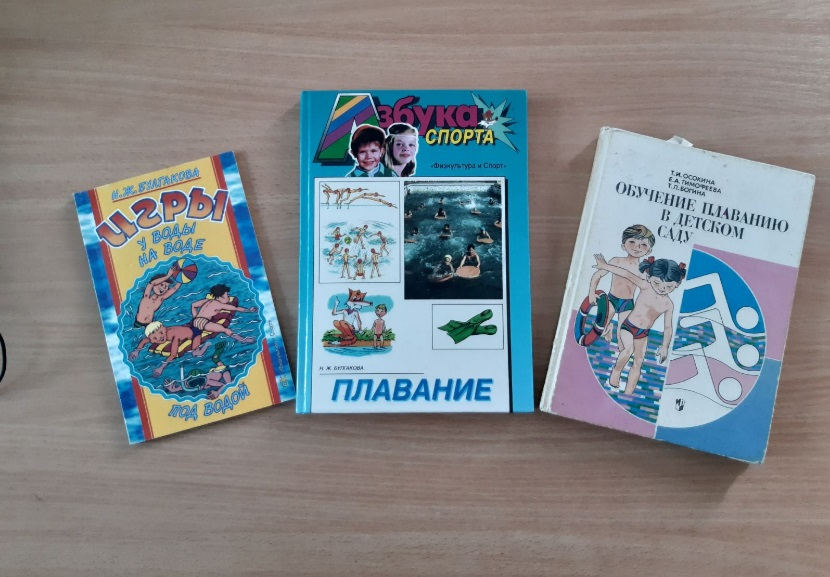 Н. Ж. БУЛГАКОВА
ИГРЫ
У ВОДЫ
НА ВОДЕ
ПОД ВОДОЙ
Азбука
СПОРТА
«Физкультура и Спорт»
Н. Ж. БУЛГАКОВА
ПЛАВАНИЕ
Т.И. ОСОКИНА
Е.А. ТИМОФЕЕВА
Т.Л. БОГИНА
ОБУЧЕНИЕ ПЛАВАНИЮ
В ДЕТСКОМ
САДУ